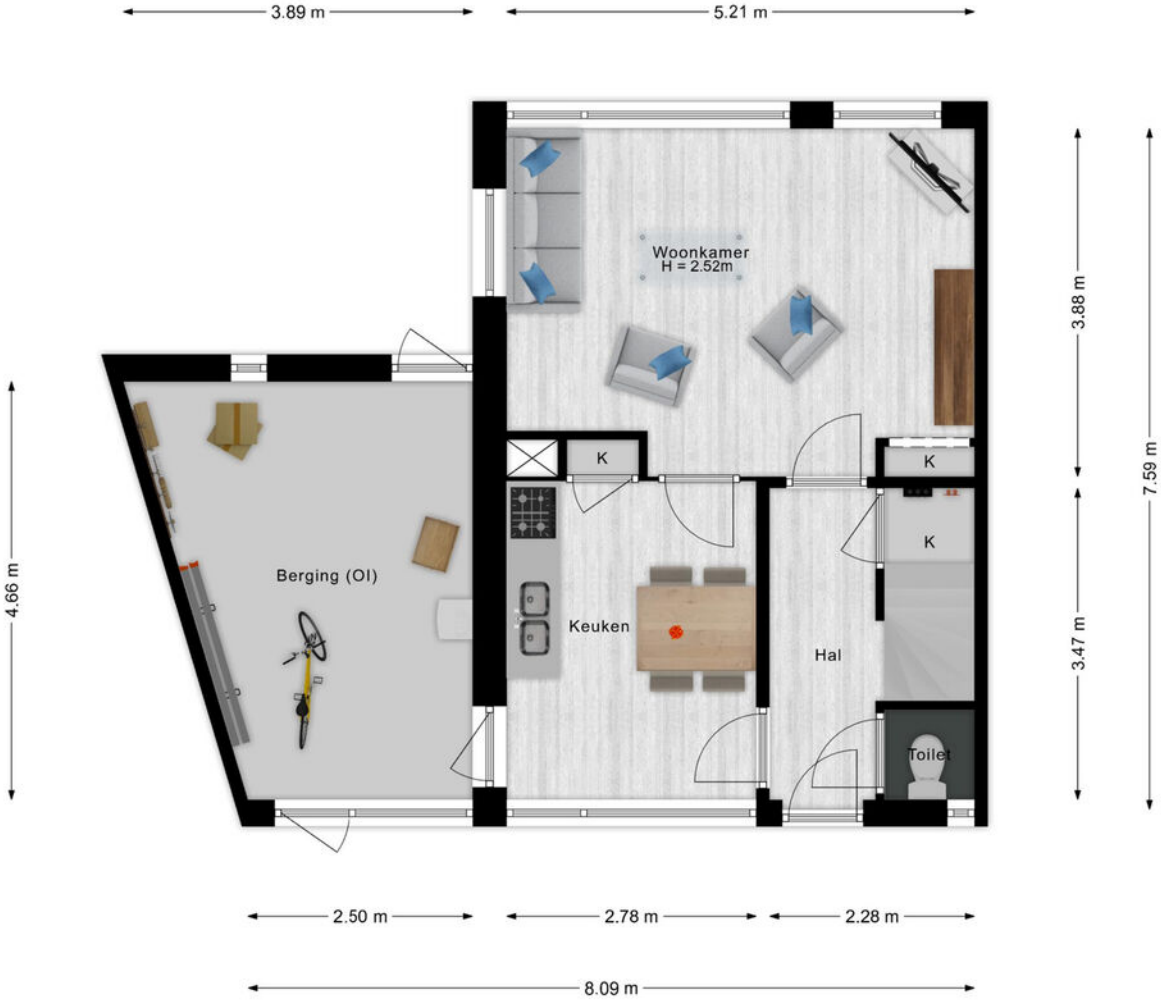 3.89 m
5.21 m
Woonkamer
H = 2.52m
3.88 m
7.59 m
K
K
K
4.66 m
Berging (OI)
Keuken
Hal
3.47 m
Toilet
2.50 m
2.78 m
2.28 m
8.09 m